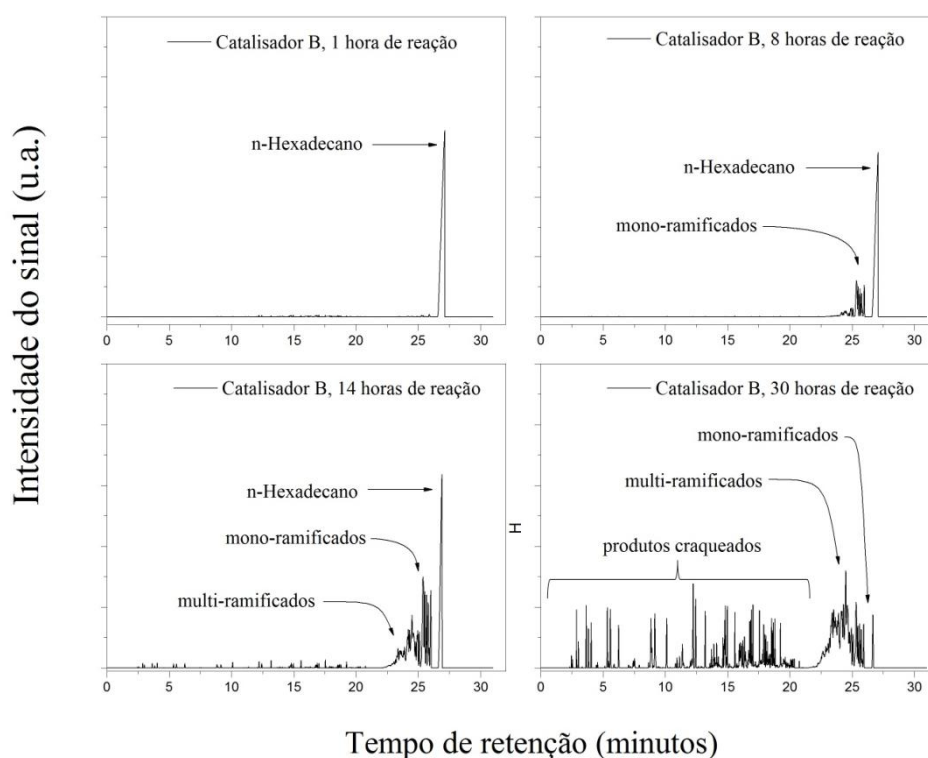 Intensidade do sinal (u.a.)
Catalisador B, 1 hora de reação
n-Hexadecano
0 5 10 15 20 25 30
Catalisador B, 8 horas de reação
n-Hexadecano
mono-ramificados
0 5 10 15 20 25 30
Catalisador B, 14 horas de reação
n-Hexadecano
mono-ramificados
multi-ramificados
0 5 10 15 20 25 30
H
Catalisador B, 30 horas de reação
mono-ramificados
multi-ramificados
produtos craqueados
0 5 10 15 20 25 30
Tempo de retenção (minutos)